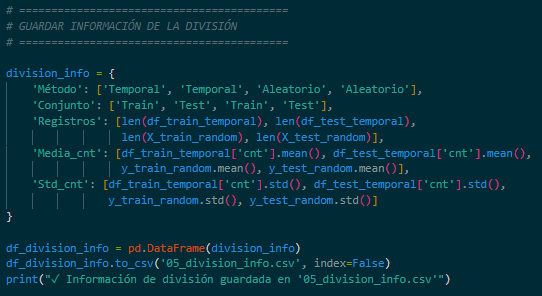 # ==========================================
# GUARDAR INFORMACIÓN DE LA DIVISIÓN
# ==========================================
division_info = {
    'Método': ['Temporal', 'Temporal', 'Aleatorio', 'Aleatorio'],
    'Conjunto': ['Train', 'Test', 'Train', 'Test'],
    'Registros': [len(df_train_temporal), len(df_test_temporal),
                  len(X_train_random), len(X_test_random)],
    'Media_cnt': [df_train_temporal['cnt'].mean(), df_test_temporal['cnt'].mean(),
                  y_train_random.mean(), y_test_random.mean()],
    'Std_cnt': [df_train_temporal['cnt'].std(), df_test_temporal['cnt'].std(),
                y_train_random.std(), y_test_random.std()]
}
df_division_info = pd.DataFrame(division_info)
df_division_info.to_csv('05_division_info.csv', index=False)
print("✓ Información de división guardada en '05_division_info.csv'")